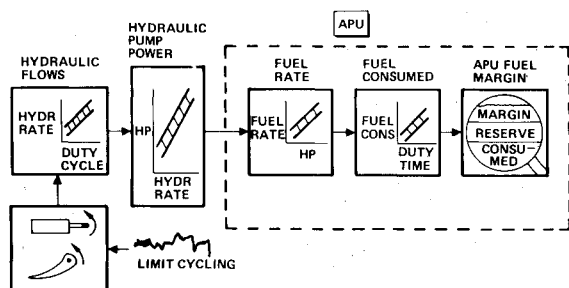 APU
HYDRAULIC
PUMP
POWER
HYDRAULIC
FLOWS
FUEL
RATE
FUEL
CONSUMED
APU FUEL
MARGIN
HYDR
RATE
DUTY
CYCLE
HP
HYDR
RATE
FUEL
RATE
HP
FUEL
CONS
DUTY
TIME
MARGIN
RESERVE
CONSU-
MED
LIMIT CYCLING